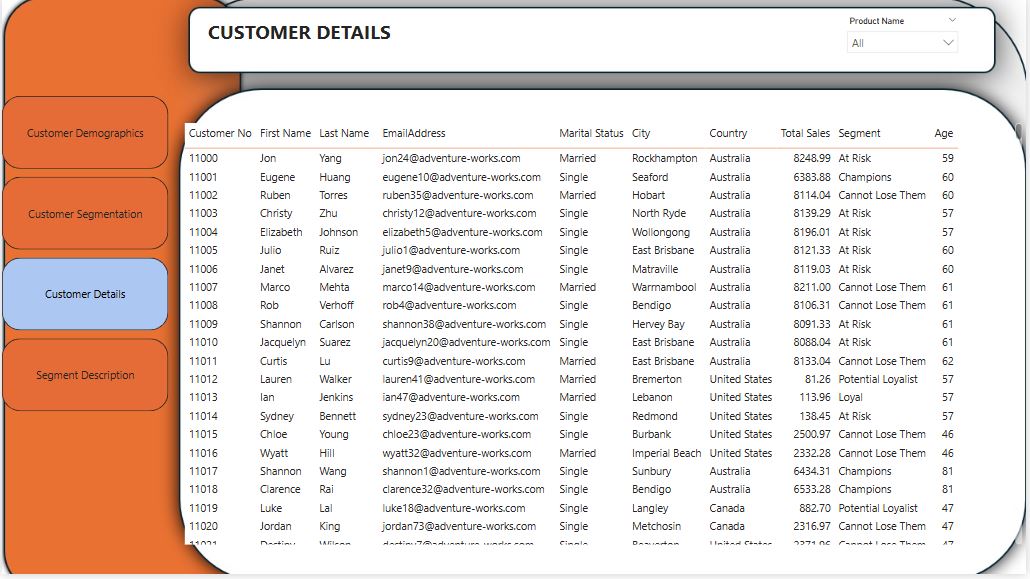 CUSTOMER DETAILS
Product Name
All
Customer Demographics
Customer Segmentation
Customer Details
Segment Description
Customer No First Name Last Name EmailAddress Marital Status City Country Total Sales Segment Age
11000 Jon Yang jon24@adventure-works.com Married Rockhampton Australia 8248.99 At Risk 59
11001 Eugene Huang eugene10@adventure-works.com Single Seaford Australia 6383.88 Champions 60
11002 Ruben Torres ruben35@adventure-works.com Married Hobart Australia 8114.04 Cannot Lose Them 60
11003 Christy Zhu christy12@adventure-works.com Single North Ryde Australia 8139.29 At Risk 57
11004 Elizabeth Johnson elizabeth5@adventure-works.com Single Wollongong Australia 8196.01 At Risk 57
11005 Julio Ruiz julio1@adventure-works.com Single East Brisbane Australia 8121.33 At Risk 60
11006 Janet Alvarez janet9@adventure-works.com Single Matraville Australia 8119.03 At Risk 60
11007 Marco Mehta marco14@adventure-works.com Married Warrnambool Australia 8211.00 Cannot Lose Them 61
11008 Rob Verhoff rob4@adventure-works.com Single Bendigo Australia 8106.31 Cannot Lose Them 61
11009 Shannon Carlson shannon38@adventure-works.com Single Hervey Bay Australia 8091.33 At Risk 61
11010 Jacquelyn Suarez jacquelyn20@adventure-works.com Single East Brisbane Australia 8088.04 At Risk 61
11011 Curtis Lu curtis9@adventure-works.com Married East Brisbane Australia 8133.04 Cannot Lose Them 62
11012 Lauren Walker lauren41@adventure-works.com Married Bremerton United States 81.26 Potential Loyalist 57
11013 Ian Jenkins ian47@adventure-works.com Married Lebanon United States 113.96 Loyal 57
11014 Sydney Bennett sydney23@adventure-works.com Single Redmond United States 138.45 At Risk 57
11015 Chloe Young chloe23@adventure-works.com Single Burbank United States 2500.97 Cannot Lose Them 46
11016 Wyatt Hill wyatt32@adventure-works.com Married Imperial Beach United States 2332.28 Cannot Lose Them 46
11017 Shannon Wang shannon1@adventure-works.com Single Sunbury Australia 6434.31 Champions 81
11018 Clarence Rai clarence32@adventure-works.com Single Bendigo Australia 6533.28 Champions 81
11019 Luke Lal luke18@adventure-works.com Single Langley Canada 882.70 Potential Loyalist 47
11020 Jordan King jordan73@adventure-works.com Single Metchosin Canada 2316.97 Cannot Lose Them 47
11021 Destiny Wilson destiny7@adventure-works.com Single Beaverton United States 2371.96 Cannot Lose Them 47